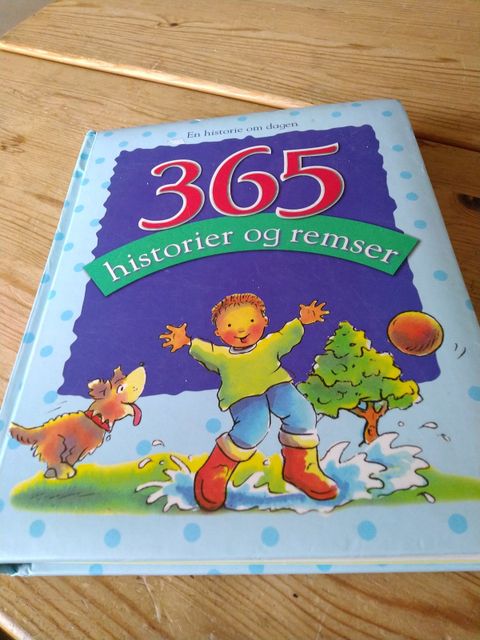 En historie om dagen
365
historier og remser